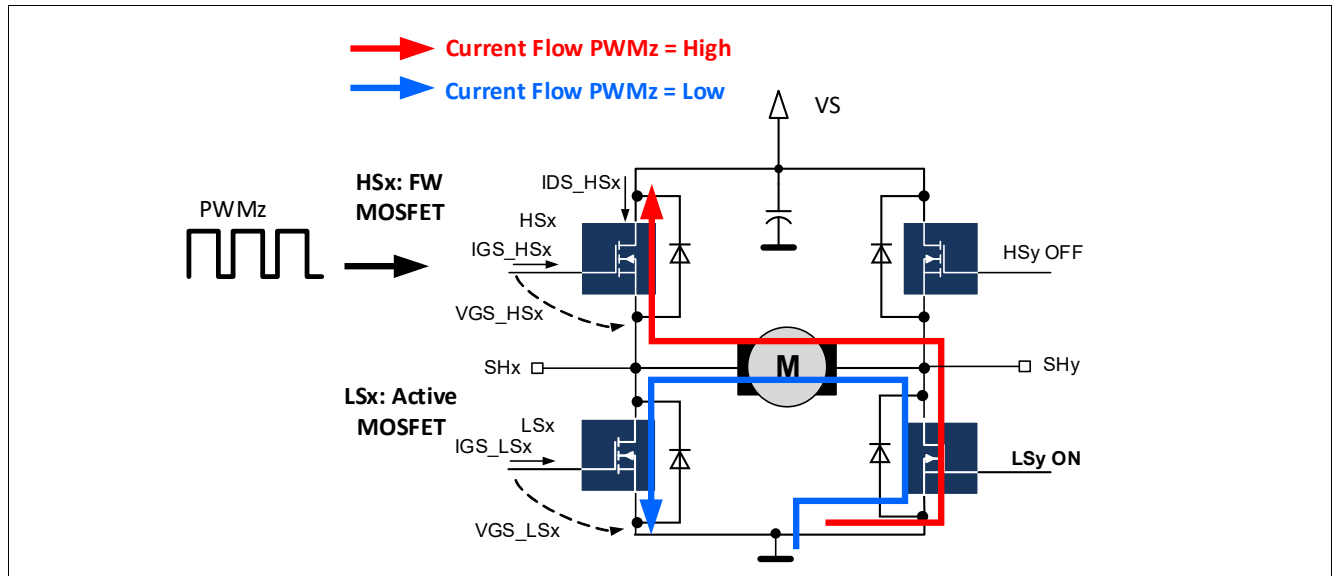 Current Flow PWMz = High
Current Flow PWMz = Low
VS
PWMz
HSx: FW
MOSFET
IDS_HSx
HSx
IGS_HSx
VGS_HSx
HSy OFF
SHx
M
SHy
LSx: Active
MOSFET
LSx
IGS_LSx
VGS_LSx
LSy ON